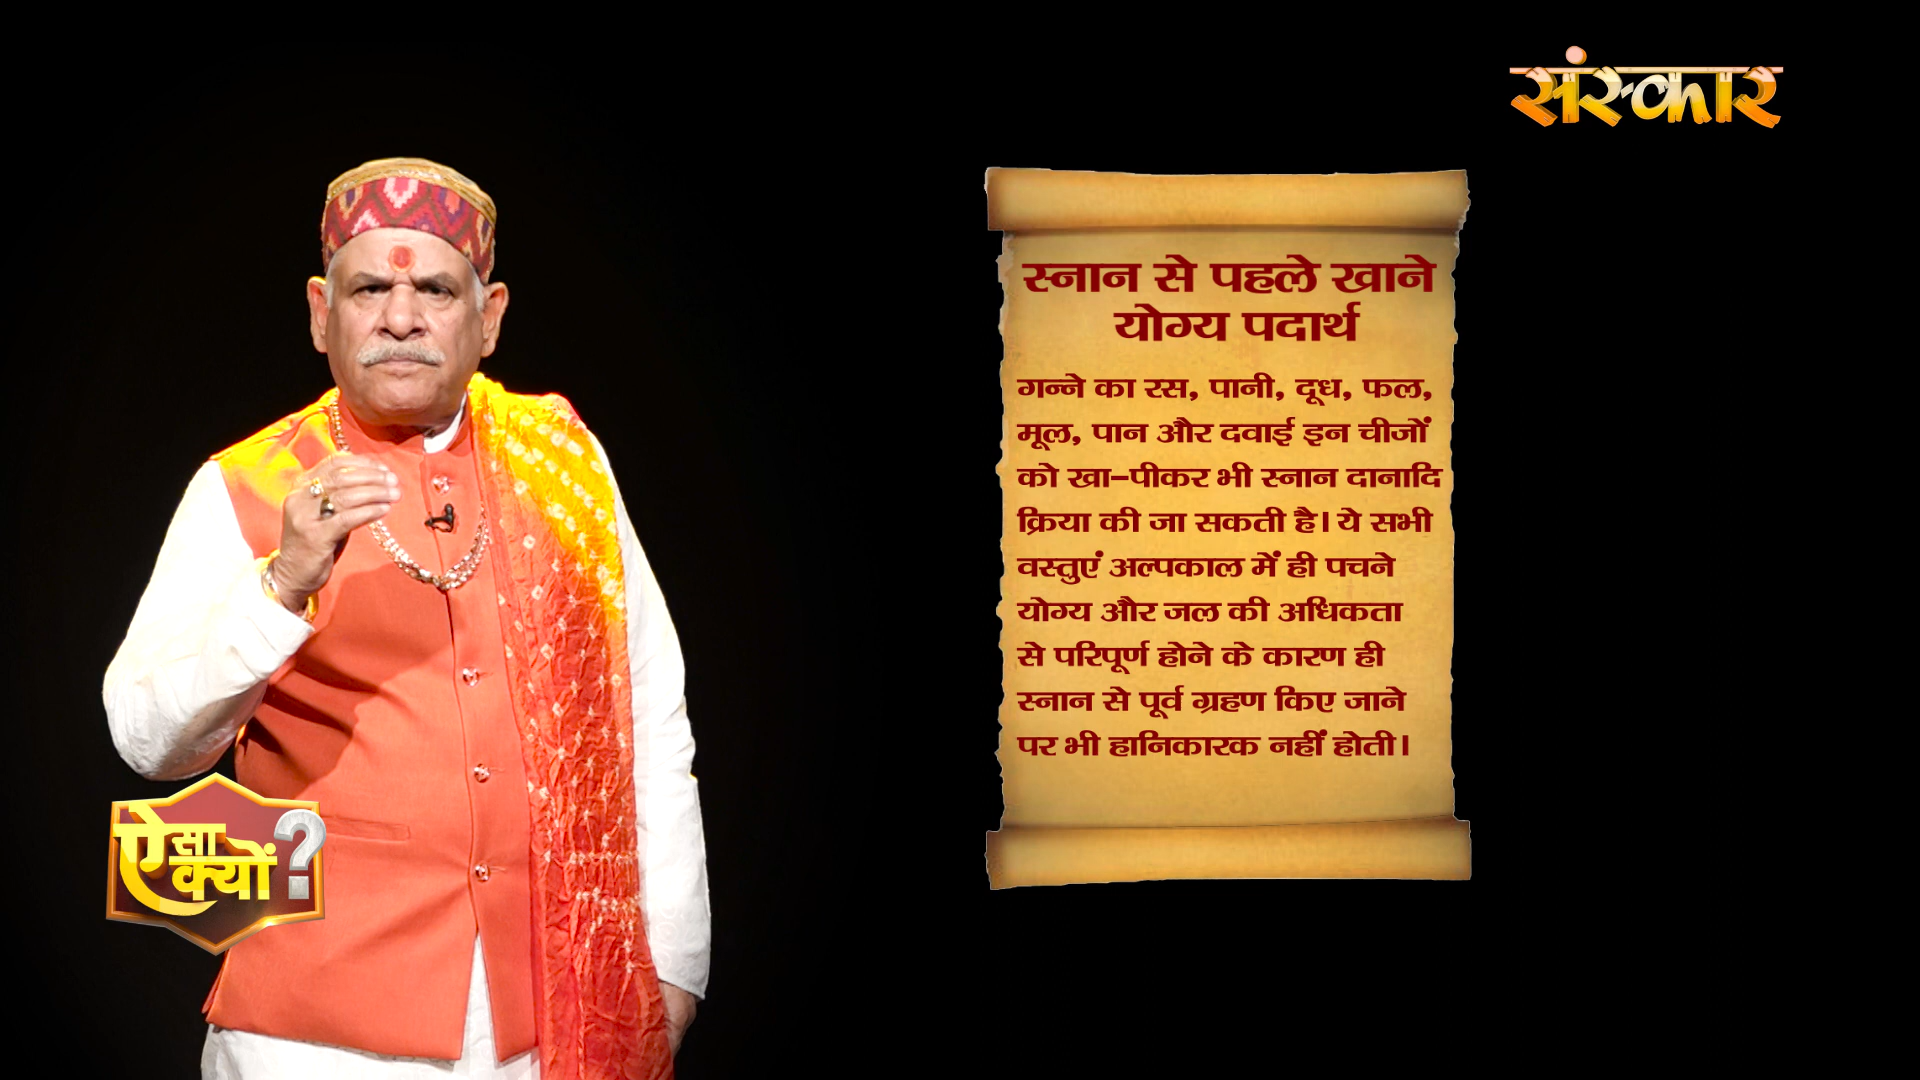 संस्कार
स्नान से पहले खाने
योग्य पदार्थ
गन्ने का रस, पानी, दूध, फल,
मूल, पान और दवाई इन चीजों
को खा-पीकर भी स्नान दानादि
क्रिया की जा सकती है। ये सभी
वस्तुएं अल्पकाल में ही पचने
योग्य और जल की अधिकता
से परिपूर्ण होने के कारण ही
स्नान से पूर्व ग्रहण किए जाने
पर भी हानिकारक नहीं होती।
ऐसा
क्यों?